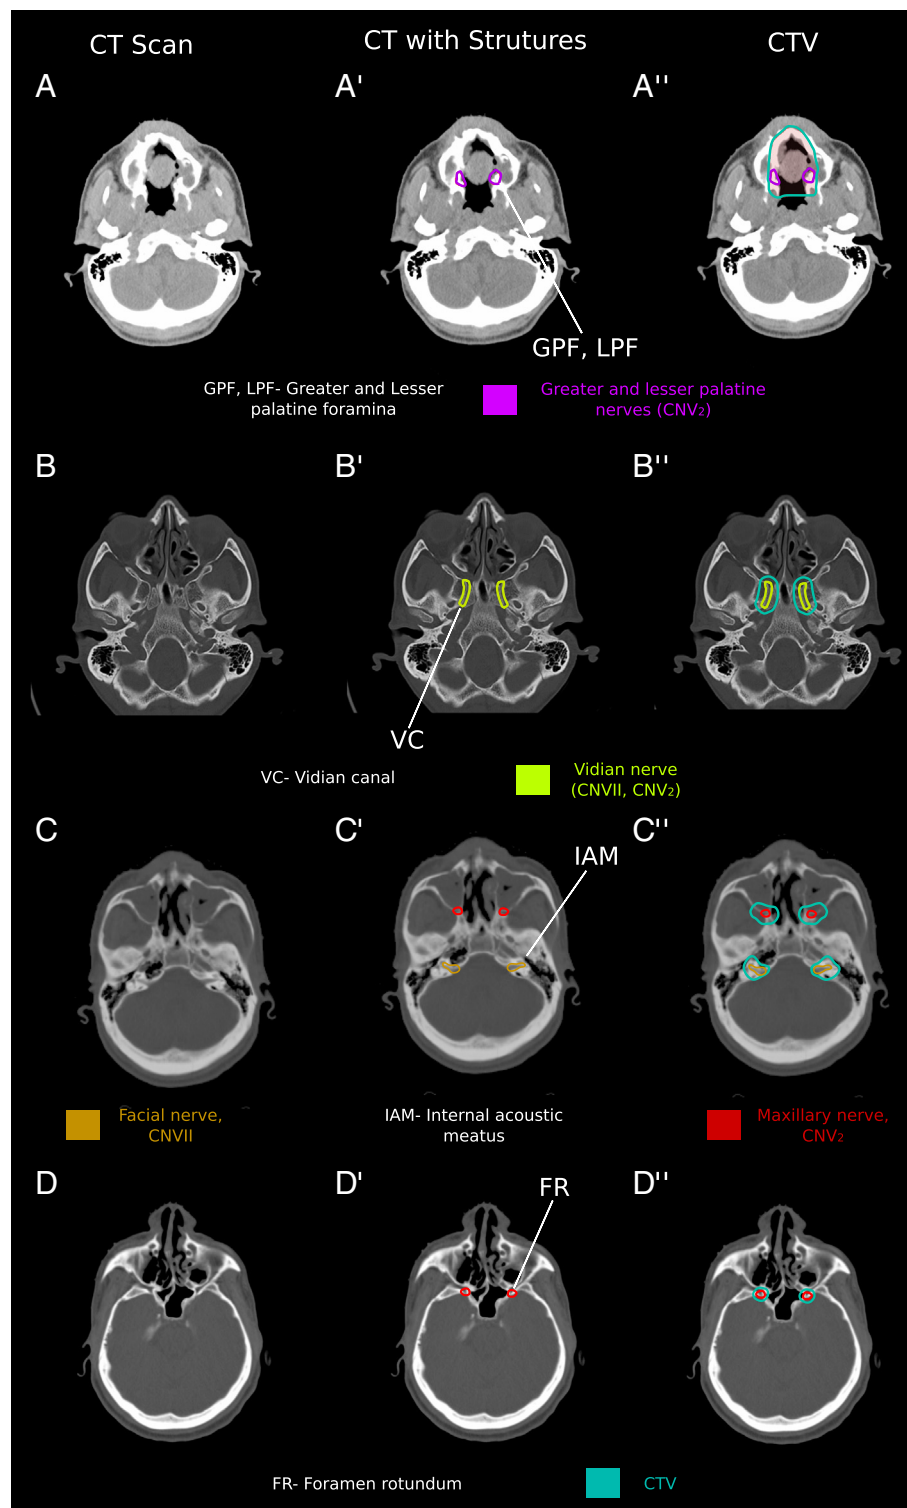 CT Scan
CT with Strutures
CTV
A
A'
A''
GPF, LPF
GPF, LPF- Greater and Lesser
palatine foramina
Greater and lesser palatine
nerves (CNV₂)
B
B'
B''
VC
VC- Vidian canal
Vidian nerve
(CNVII, CNV₂)
C
C'
C''
IAM
Facial nerve,
CNVII
IAM- Internal acoustic
meatus
Maxillary nerve,
CNV₂
D
D'
D''
FR
FR- Foramen rotundum
CTV